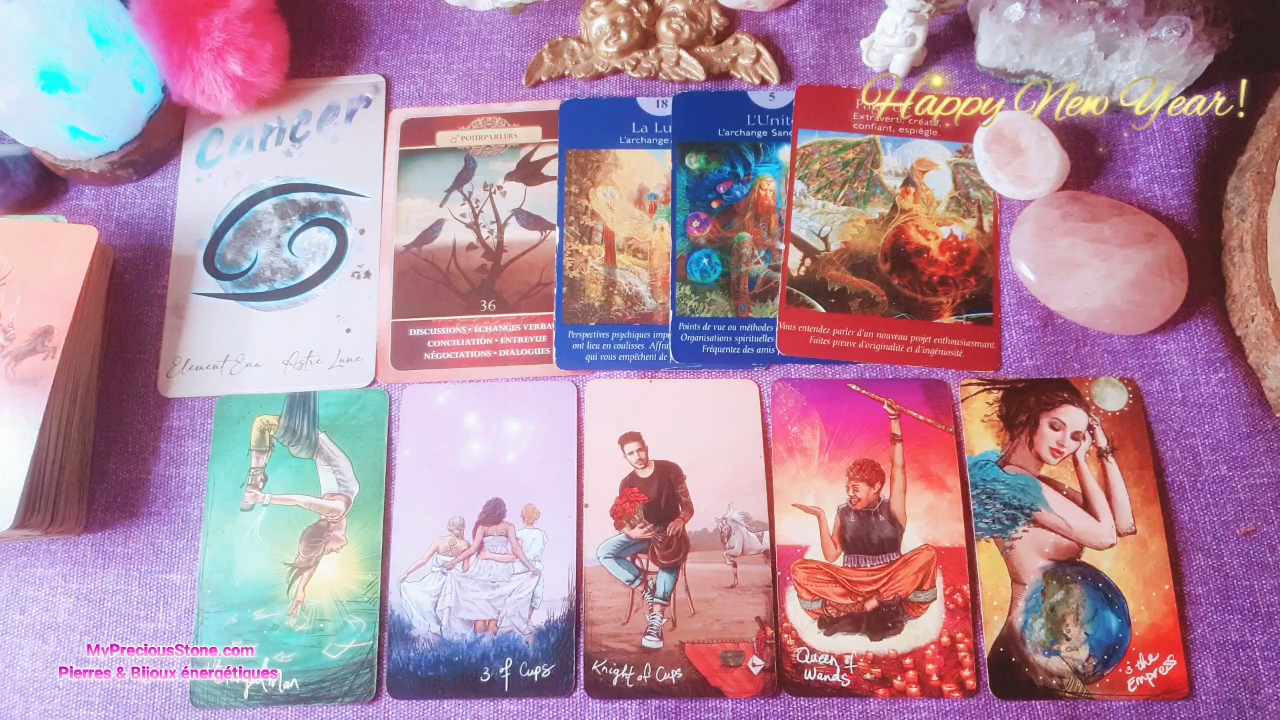 Happy New Year!
Cancer
Element Eau Astre Lune
♂ POURPARLERS
36
DISCUSSIONS • ÉCHANGES VERBA
CONCILIATION • ENTREVUE
NÉGOCIATIONS • DIALOGUES
18
La Lu
L'archange
Perspectives psychiques imp
ont lieu en coulisses. Affra
qui vous empêchent de
5
L'Unité
L'archange Sand
Points de vue ou méthodes
Organisations spirituelles
Fréquentez des amis
Extraverti, créatif,
confiant, espiègle.
Vous entendez parler d'un nouveau projet enthousiasmant.
Faites preuve d'originalité et d'ingéniosité.
3 of Cups
Knight of Cups
Queen of
Wands
3 the
Empress
MyPreciousStone.com
Pierres & Bijoux énergétiques